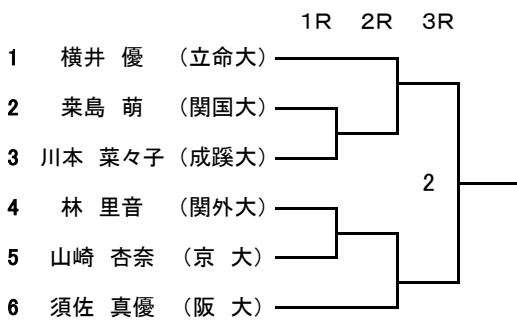 1R 2R 3R
1 横井 優 (立命大)
2 桒島 萌 (関国大)
3 川本 菜々子 (成蹊大)
2
4 林 里音 (関外大)
5 山崎 杏奈 (京 大)
6 須佐 真優 (阪 大)